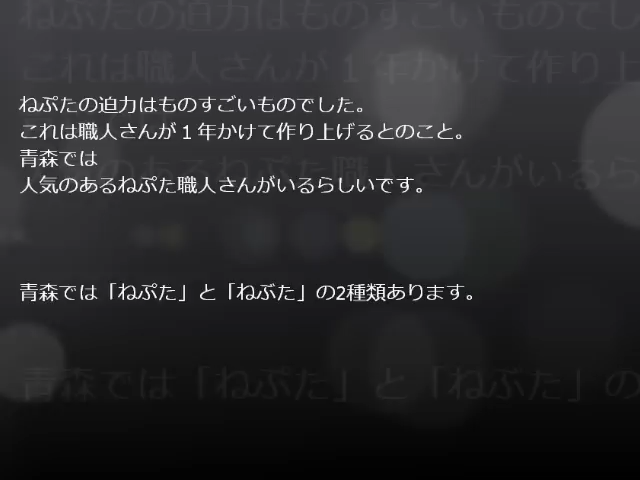 ねぷたの迫力はものすごいものでした。
これは職人さんが１年かけて作り上げるとのこと。
青森では
人気のあるねぷた職人さんがいるらしいです。
青森では「ねぷた」と「ねぶた」の2種類あります。